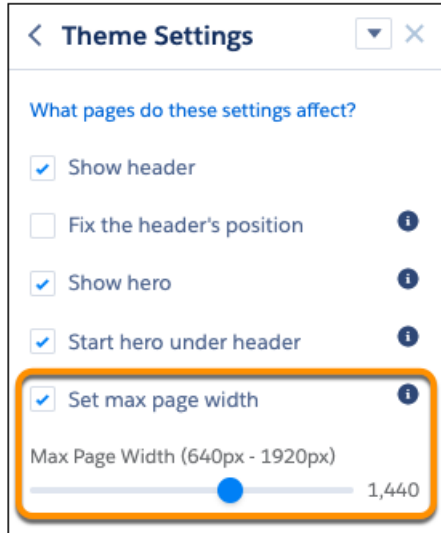 Theme Settings
What pages do these settings affect?
Show header
Fix the header's position
Show hero
Start hero under header
Set max page width
Max Page Width (640px - 1920px)
1,440